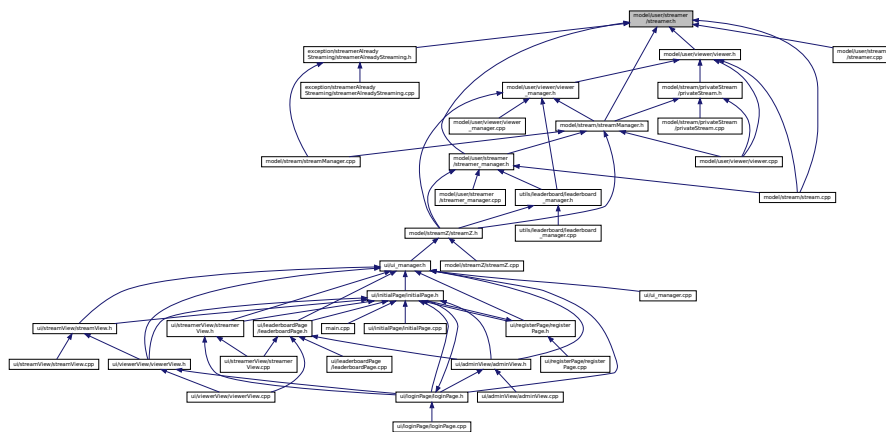 model/user/streamer
/streamer.h
exception/streamerAlready
Streaming/streamerAlreadyStreaming.h
model/user/viewer/viewer.h
model/user/stream
/streamer.cpp
exception/streamerAlready
Streaming/streamerAlreadyStreaming.cpp
model/user/viewer/viewer
_manager.h
model/stream/privateStream
/privateStream.h
model/user/viewer/viewer
_manager.cpp
model/stream/streamManager.h
model/stream/privateStream
/privateStream.cpp
model/stream/streamManager.cpp
model/user/streamer
/streamer_manager.h
model/user/viewer/viewer.cpp
model/user/streamer
/streamer_manager.cpp
utils/leaderboard/leaderboard
_manager.h
model/stream/stream.cpp
model/streamZ/streamZ.h
utils/leaderboard/leaderboard
_manager.cpp
ui/ui_manager.h
model/streamZ/streamZ.cpp
ui/initialPage/initialPage.h
ui/ui_manager.cpp
ui/streamView/streamView.h
ui/streamerView/streamer
View.h
ui/leaderboardPage
/leaderboardPage.h
main.cpp
ui/initialPage/initialPage.cpp
ui/registerPage/register
Page.h
ui/streamView/streamView.cpp
ui/viewerView/viewerView.h
ui/streamerView/streamer
View.cpp
ui/leaderboardPage
/leaderboardPage.cpp
ui/adminView/adminView.h
ui/registerPage/register
Page.cpp
ui/viewerView/viewerView.cpp
ui/loginPage/loginPage.h
ui/adminView/adminView.cpp
ui/loginPage/loginPage.cpp